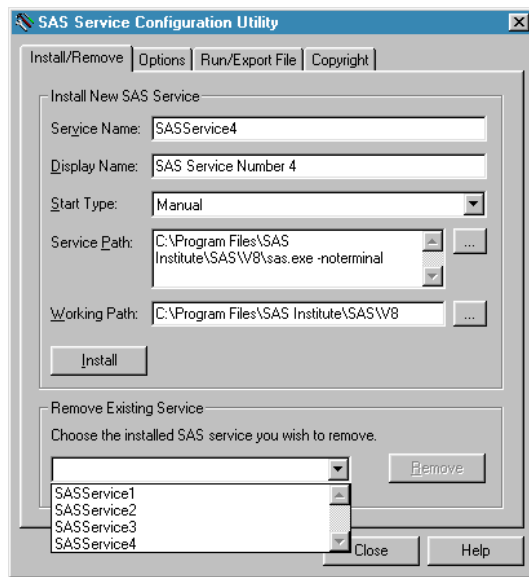 SAS Service Configuration Utility
Install/Remove Options Run/Export File Copyright
Install New SAS Service
Service Name: SASService4
Display Name: SAS Service Number 4
Start Type: Manual
Service Path: C:\Program Files\SAS
Institute\SAS\V8\sas.exe -noterminal
...
Working Path: C:\Program Files\SAS Institute\SAS\V8 ...
Install
Remove Existing Service
Choose the installed SAS service you wish to remove.
Remove
SASService1
SASService2
SASService3
SASService4
Close Help